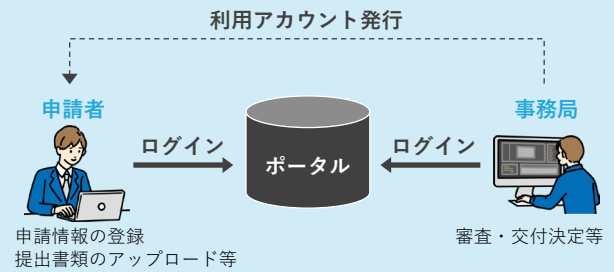 利用アカウント発行
申請者
事務局
ログイン
ログイン
ポータル
申請情報の登録
提出書類のアップロード等
審査・交付決定等